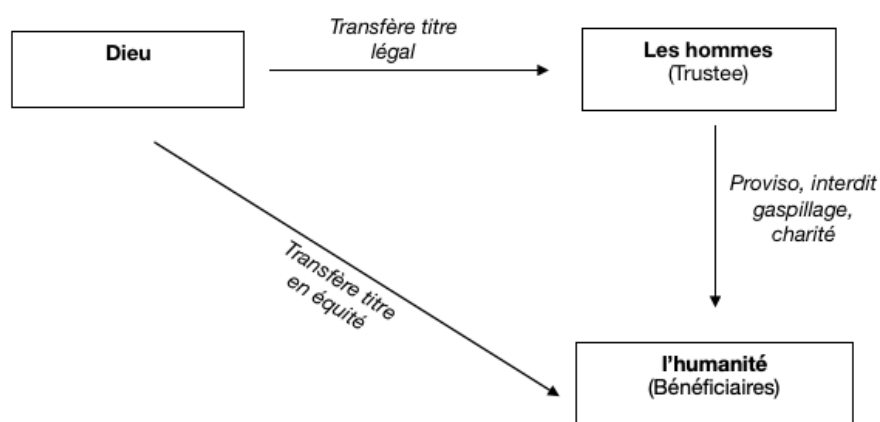 Dieu
Transfère titre
légal
Les hommes
(Trustee)
Proviso, interdit
gaspillage,
charité
Transfère titre
en équité
l'humanité
(Bénéficiaires)